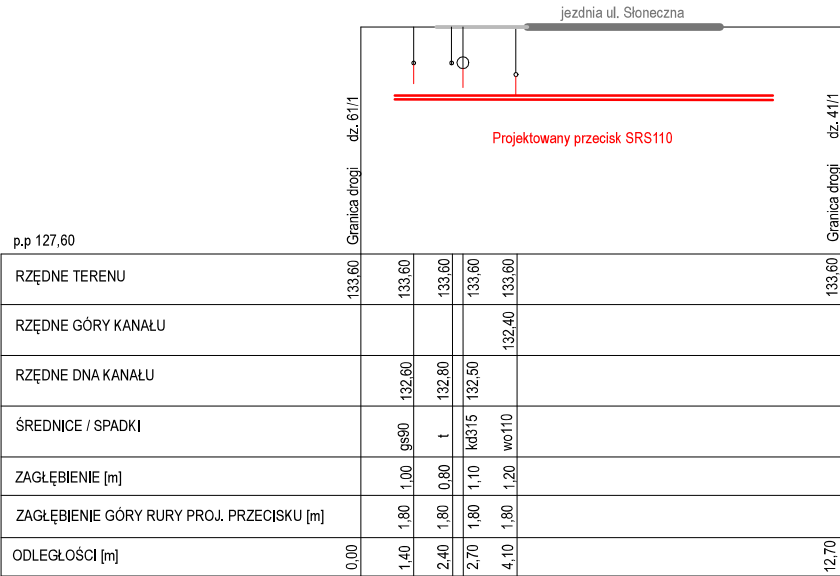 jezdnia ul. Słoneczna
Granica drogi dz. 61/1
Granica drogi dz. 41/1
Projektowany przecisk SRS110
p.p 127,60
RZĘDNE TERENU 133,60 133,60 133,60 133,60 133,60 133,60
RZĘDNE GÓRY KANAŁU 132,40
RZĘDNE DNA KANAŁU 132,60 132,80 132,50
ŚREDNICE / SPADKI gs90 t kd315 wo110
ZAGŁĘBIENIE [m] 1,00 0,80 1,10 1,20
ZAGŁĘBIENIE GÓRY RURY PROJ. PRZECISKU [m] 1,80 1,80 1,80 1,80
ODLEGŁOŚCI [m] 0,00 1,40 2,40 2,70 4,10 12,70